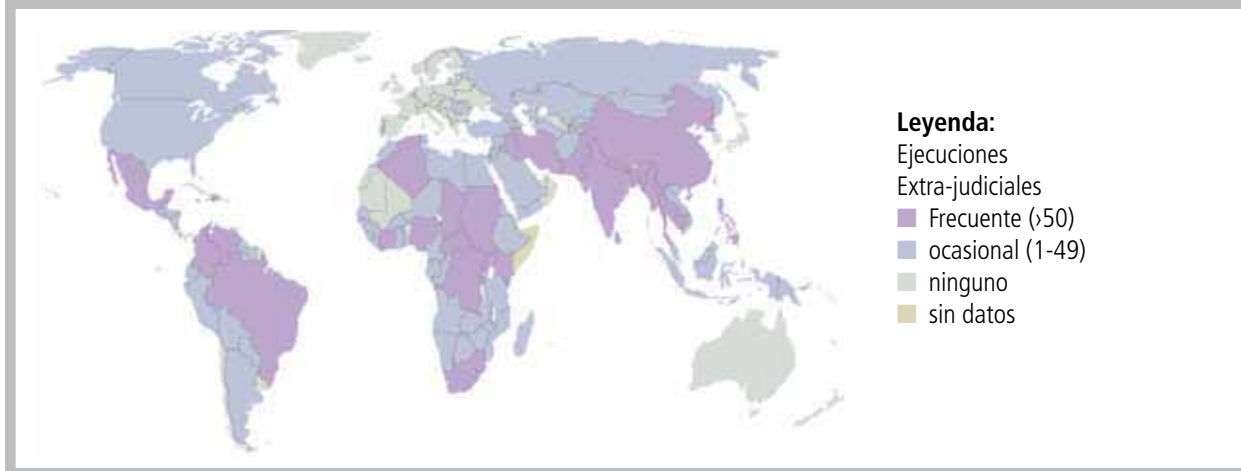 Leyenda:
Ejecuciones
Extra-judiciales
Frecuente (›50)
ocasional (1-49)
ninguno
sin datos